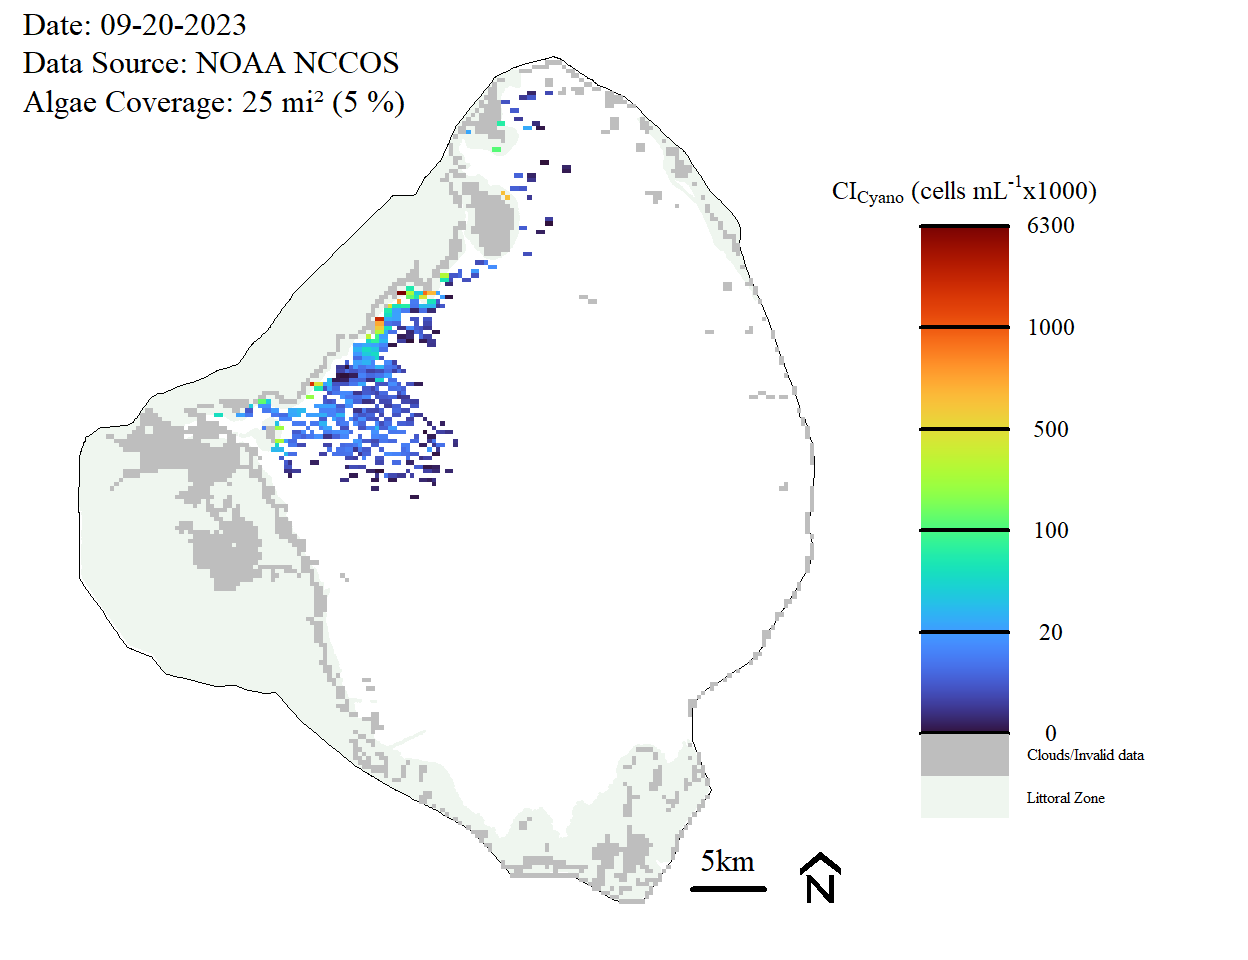 Date: 09-20-2023
Data Source: NOAA NCCOS
Algae Coverage: 25 mi² (5 %)
CICyano (cells mL-1x1000)
6300
1000
500
100
20
0
Clouds/Invalid data
Littoral Zone
5km
N